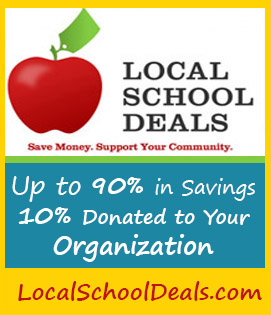 LOCAL
SCHOOL
DEALS
Save Money. Support Your Community.
Up to 90% in Savings
10% Donated to Your
Organization
LocalSchoolDeals.com